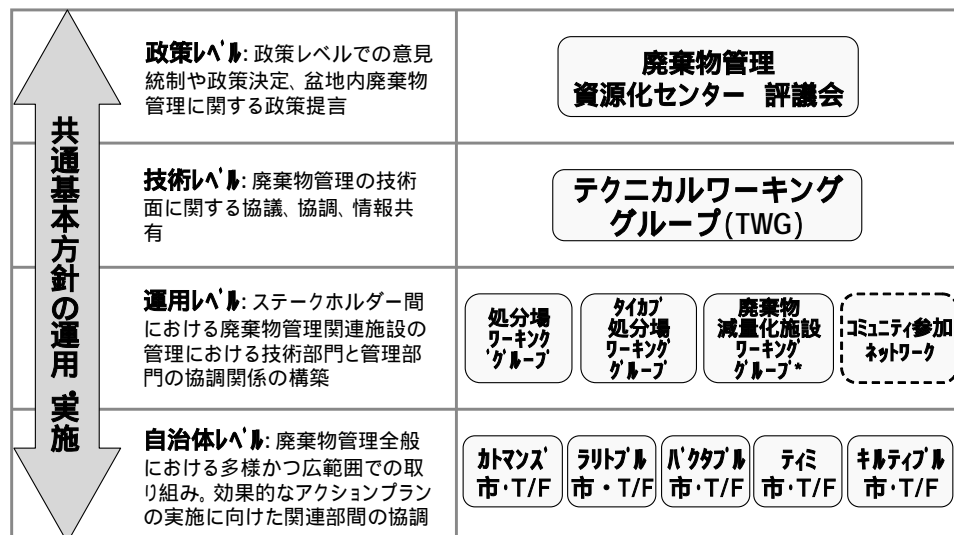 共通基本方針の運用・実施
政策ﾚﾍﾞﾙ: 政策レベルでの意見
統制や政策決定、盆地内廃棄物
管理に関する政策提言
廃棄物管理
資源化センター 評議会
技術ﾚﾍﾞﾙ: 廃棄物管理の技術
面に関する協議、協調、情報共
有
テクニカルワーキング
グループ(TWG)
運用ﾚﾍﾞﾙ: ステークホルダー間
における廃棄物管理関連施設の
管理における技術部門と管理部
門の協調関係の構築
処分場
ﾜｰｷﾝｸﾞ
ｸﾞﾙｰﾌﾟ
ﾀｲｶﾌﾞ
処分場
ﾜｰｷﾝｸﾞ
ｸﾞﾙｰﾌﾟ
廃棄物
減量化施設
ﾜｰｷﾝｸﾞ
ｸﾞﾙｰﾌﾟ*
ｺﾐｭﾆﾃｨ参加
ﾈｯﾄﾜｰｸ
自治体ﾚﾍﾞﾙ: 廃棄物管理全般
における多様かつ広範囲での取
り組み。効果的なアクションプラン
の実施に向けた関連部間の協調
ｶﾄﾏﾝｽﾞ
市・T/F
ﾗﾘﾄﾌﾟﾙ
市・T/F
ﾊﾞｸﾀﾌﾟﾙ
市・T/F
ﾃｨﾐ
市・T/F
ｷﾙﾃｨﾌﾟﾙ
市・T/F